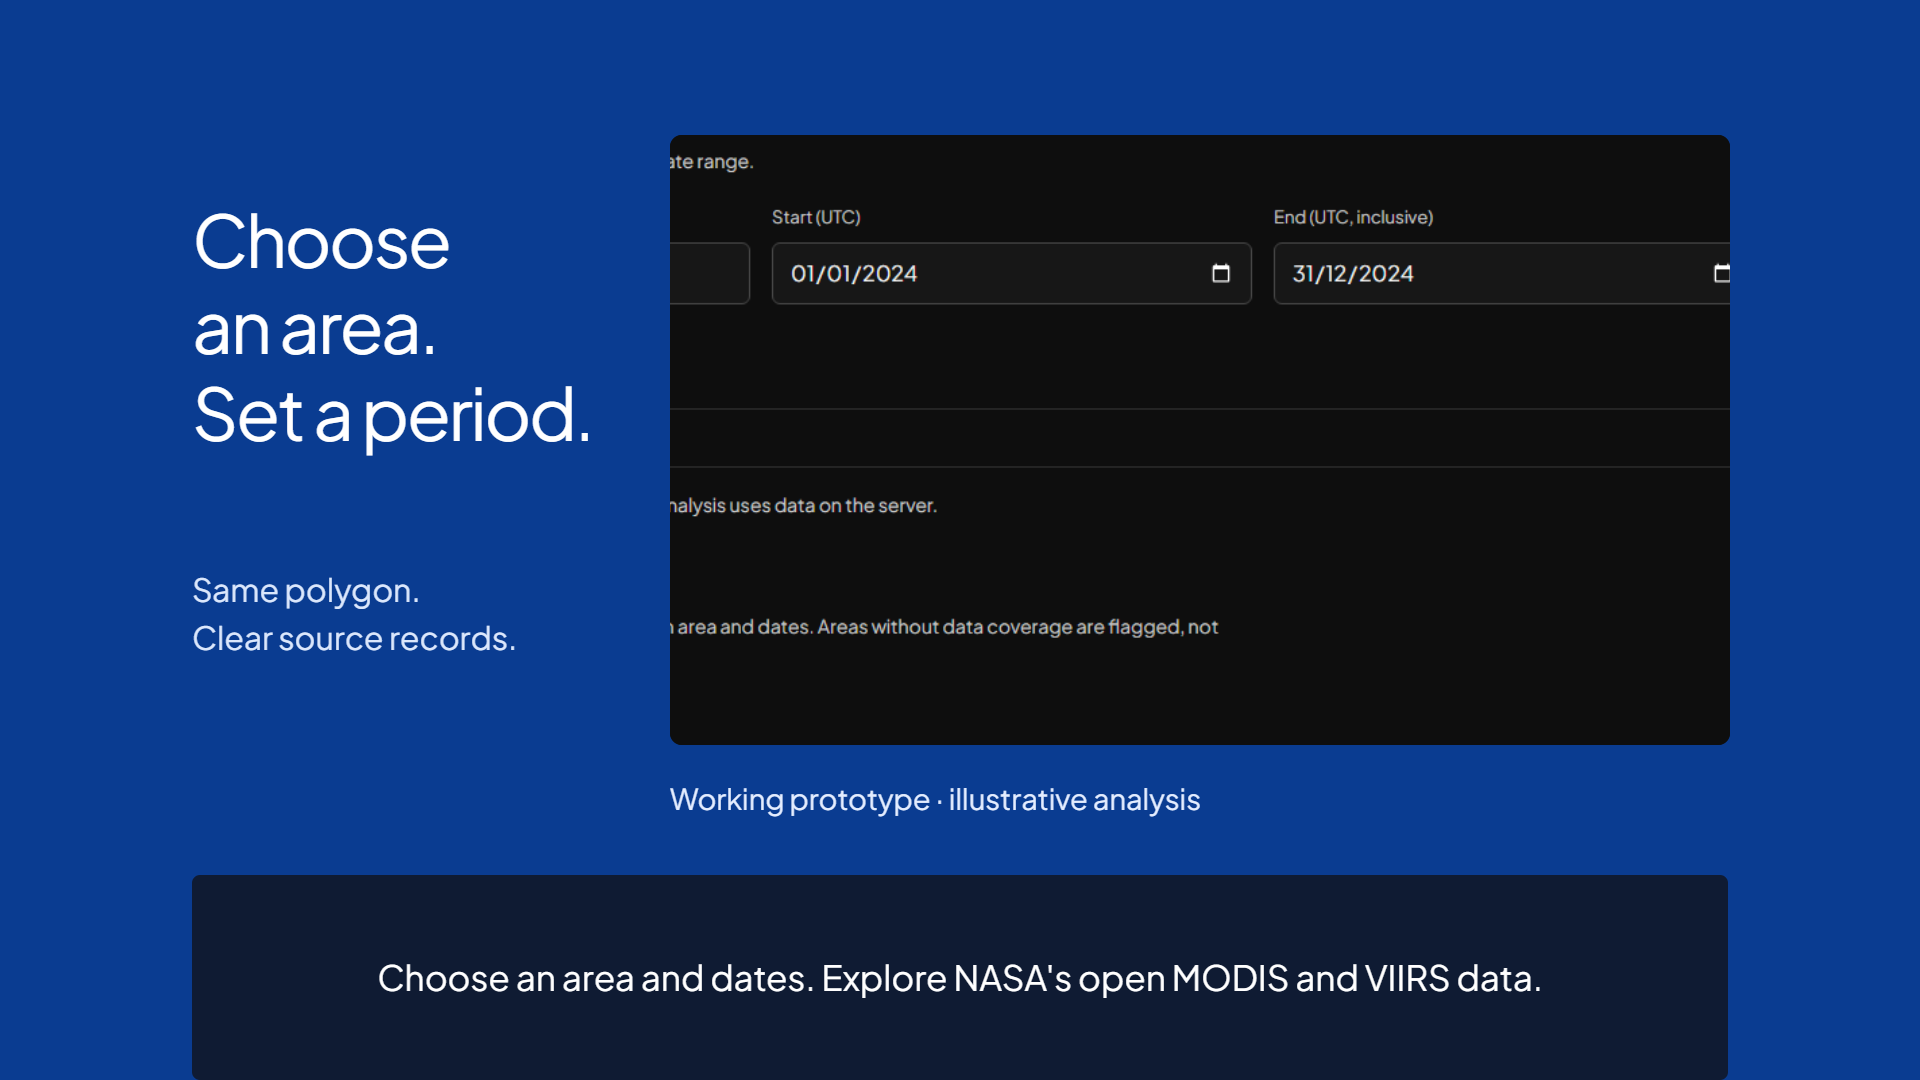 Choose
an area.
Set a period.
Same polygon.
Clear source records.
range.
Start (UTC)
End (UTC, inclusive)
01/01/2024
31/12/2024
uses data on the server.
area and dates. Areas without data coverage are flagged, not
Working prototype · illustrative analysis
Choose an area and dates. Explore NASA's open MODIS and VIIRS data.